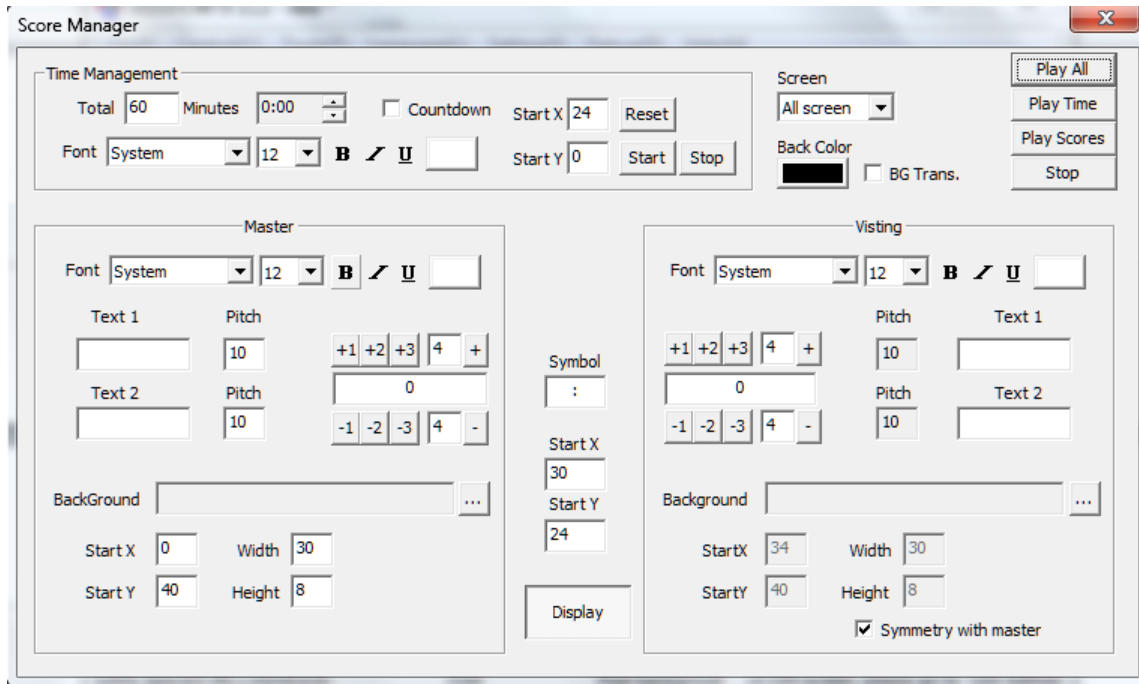 Score Manager
Time Management
Total 60 Minutes 0:00 Countdown Start X 24 Reset
Font System 12 B I U Start Y 0 Start Stop
Screen
All screen
Back Color
BG Trans.
Play All
Play Time
Play Scores
Stop
Master
Font System 12 B I U
Text 1 Pitch
10
+1 +2 +3 4 +
0
Text 2 Pitch
10
-1 -2 -3 4 -
BackGround ...
Start X 0 Width 30
Start Y 40 Height 8
Symbol
:
Start X
30
Start Y
24
Display
Visting
Font System 12 B I U
Pitch Text 1
+1 +2 +3 4 +
10
0
Pitch Text 2
-1 -2 -3 4 -
10
Background ...
StartX 34 Width 30
StartY 40 Height 8
Symmetry with master